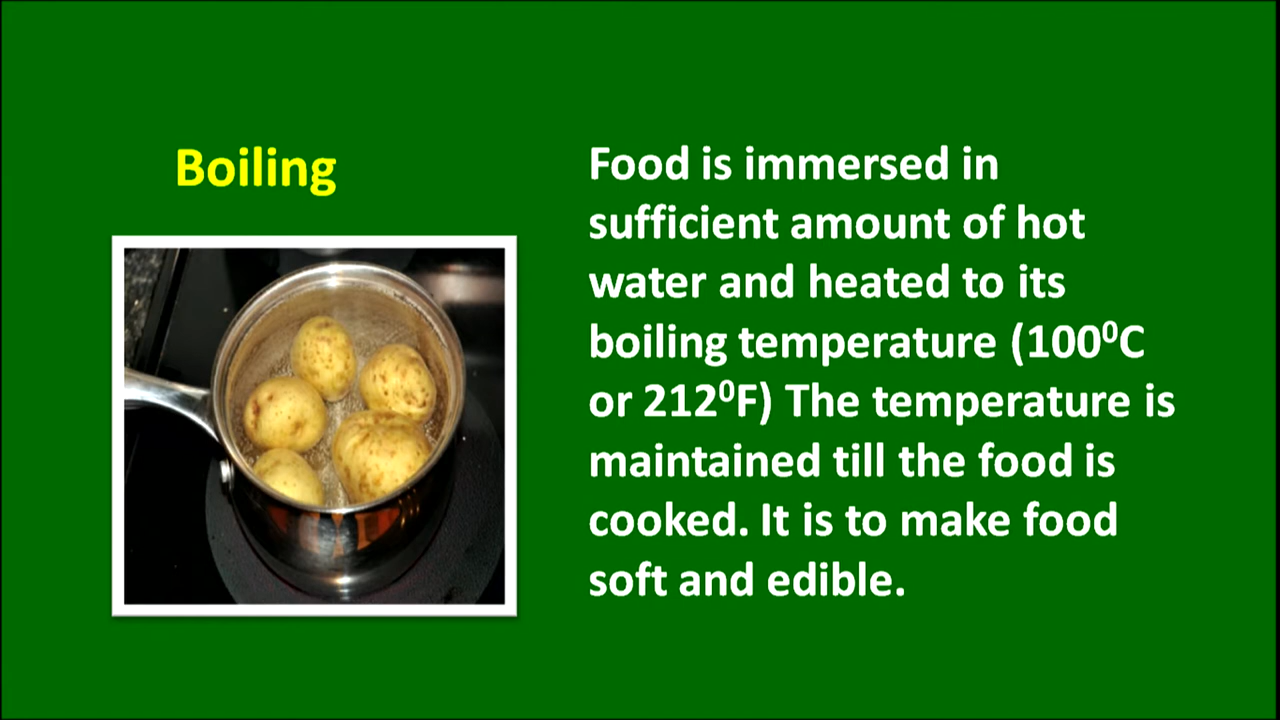 Boiling
Food is immersed in
sufficient amount of hot
water and heated to its
boiling temperature (100⁰C
or 212⁰F) The temperature is
maintained till the food is
cooked. It is to make food
soft and edible.